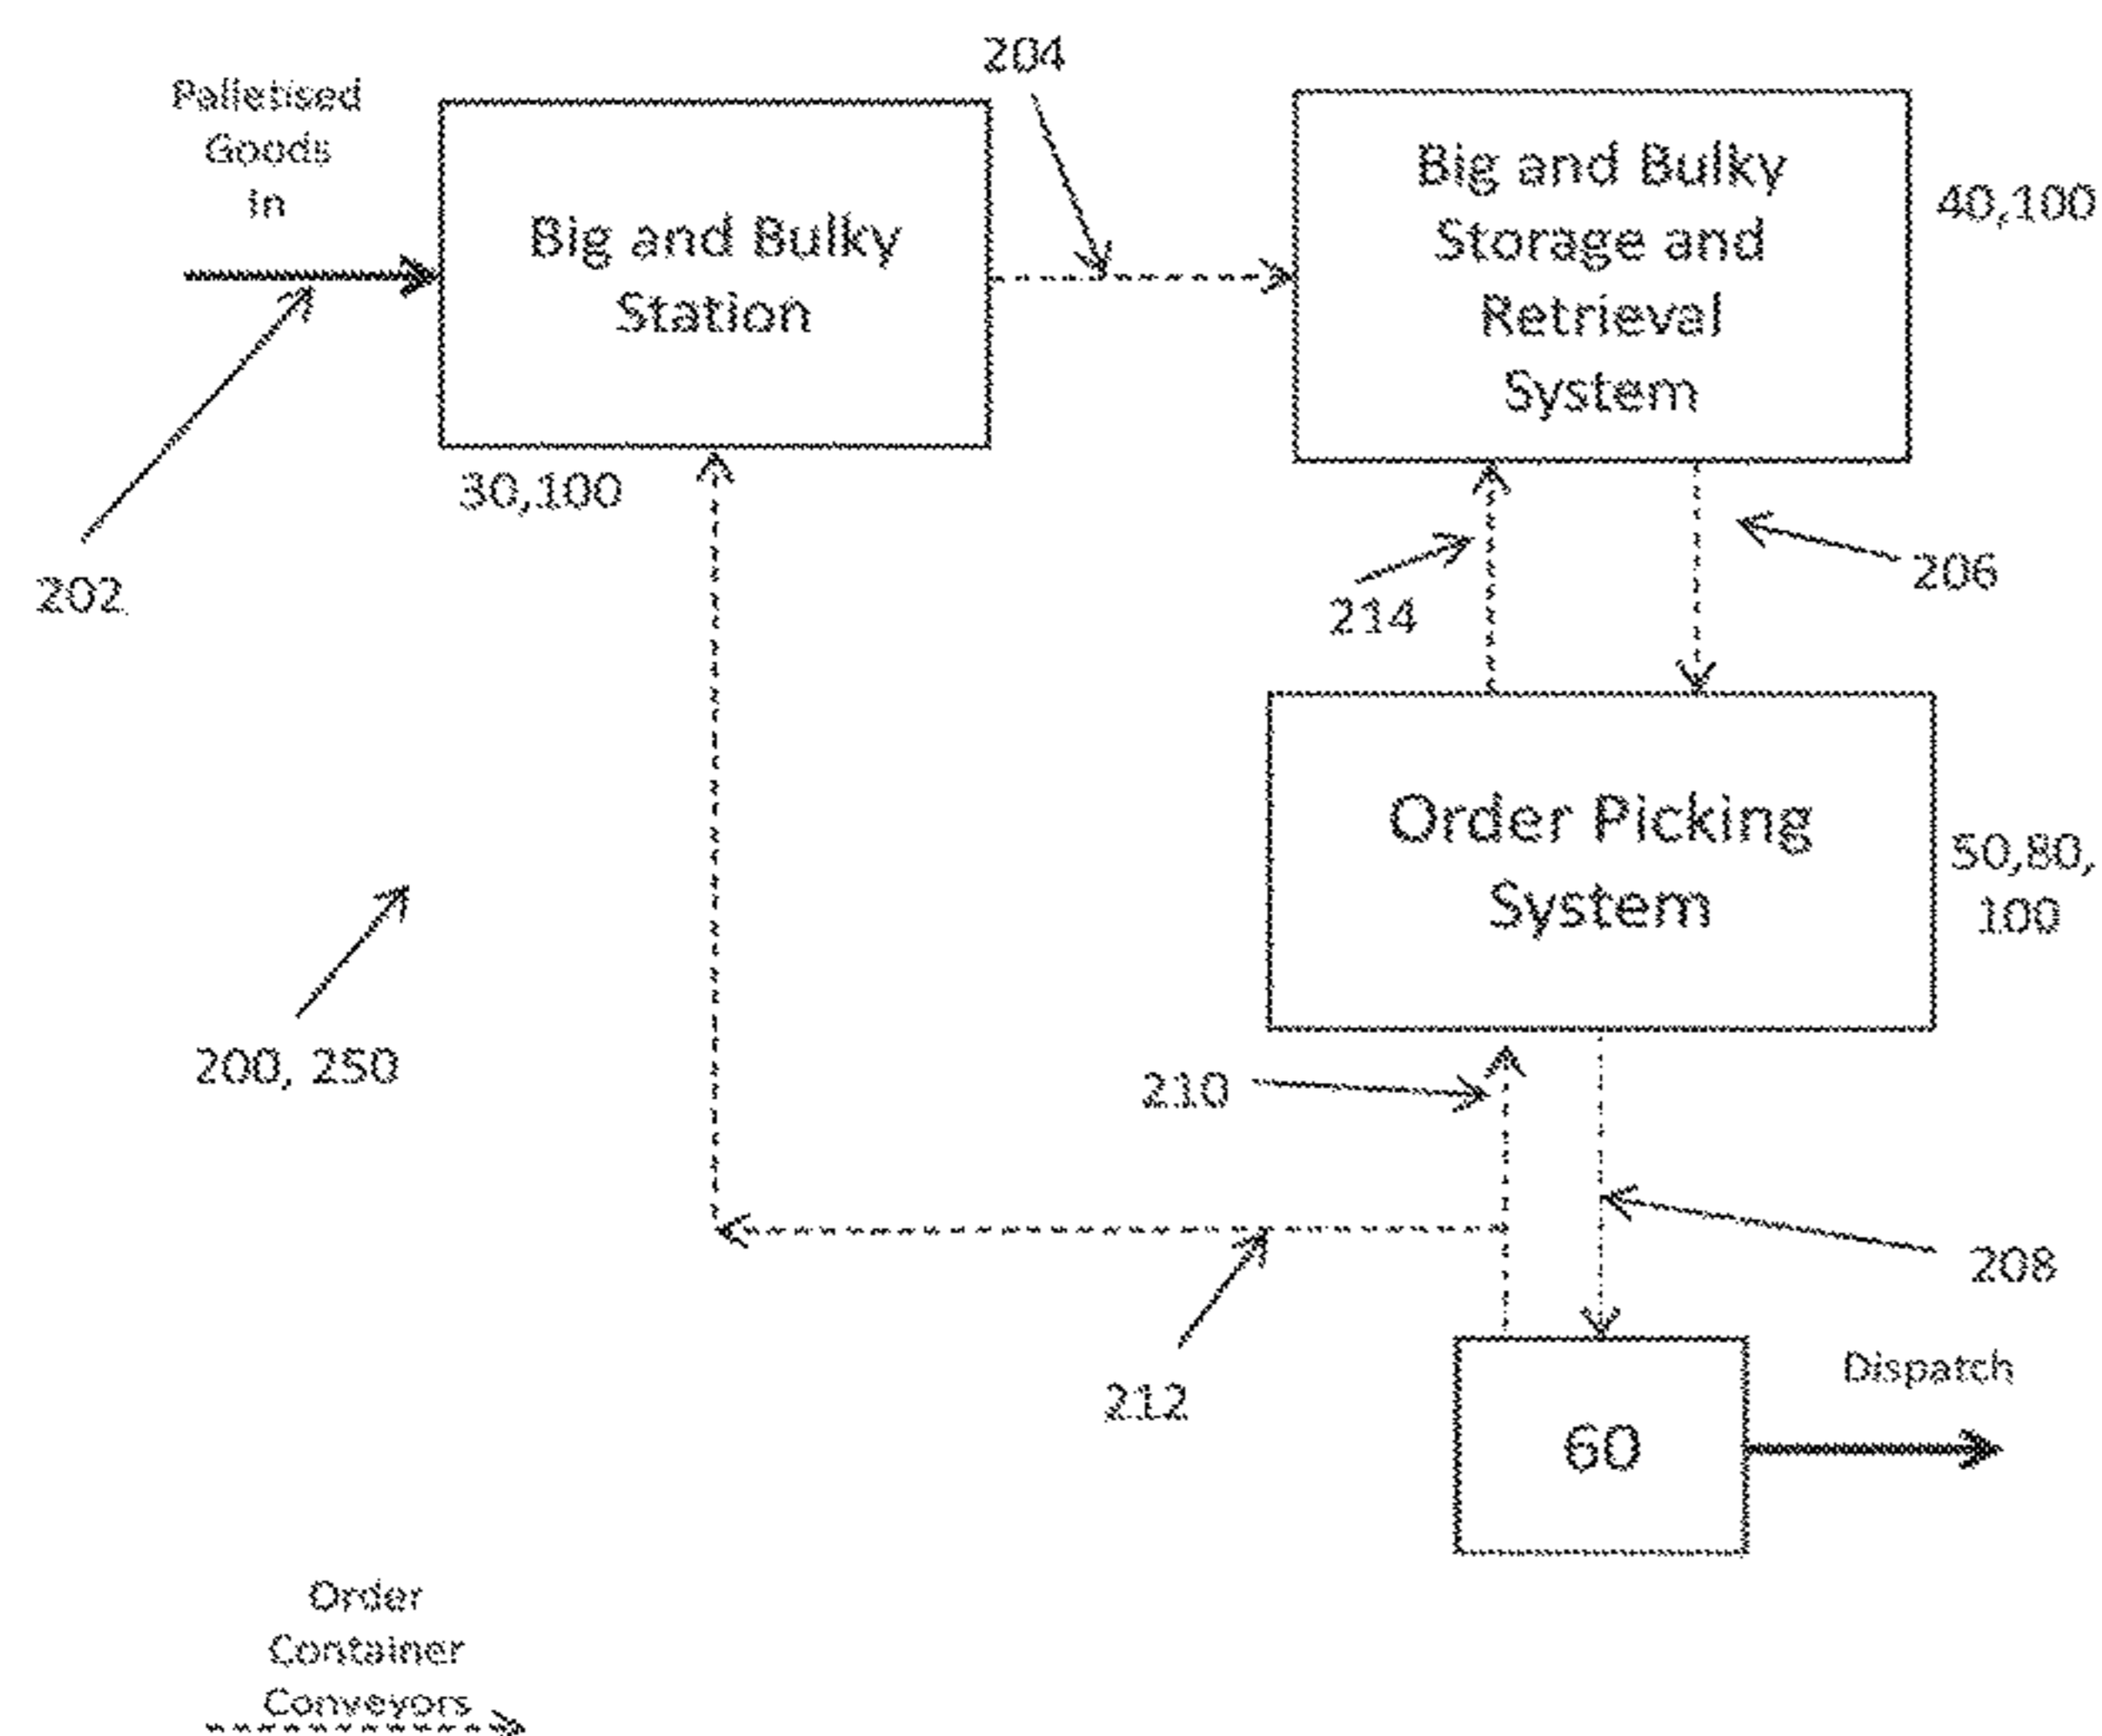 204
Palletised
Goods
in
Big and Bulky
Station
Big and Bulky
Storage and
Retrieval
System
40,100
30,100
202
214
206
Order Picking
System
50,80,
100
200, 250
210
208
212
Dispatch
60
Order
Container
Conveyors